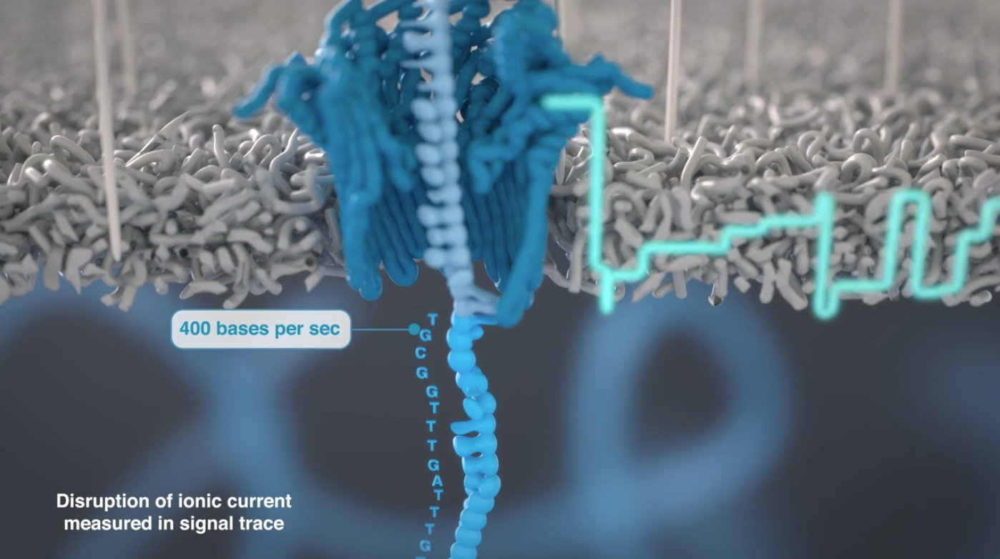 400 bases per sec
T
G
C
G
G
T
T
T
G
A
T
T
T
G
Disruption of ionic current
measured in signal trace